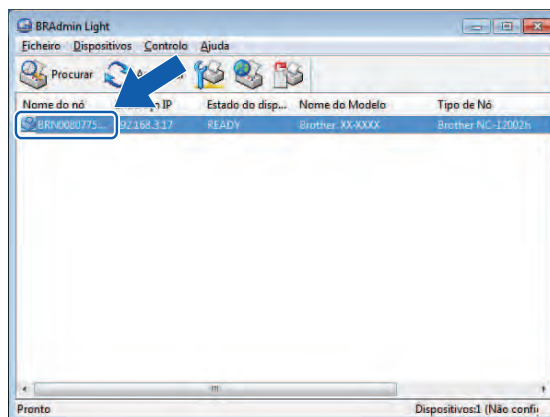 BRAdmin Light
Ficheiro Dispositivos Controlo Ajuda
Procurar
Nome do nó IP Estado do disp... Nome do Modelo Tipo de Nó
BRN0080775... 92.168.3.17 READY Brother XX-XXXX Brother NC-12002h
Pronto Dispositivos:1 (Não confi